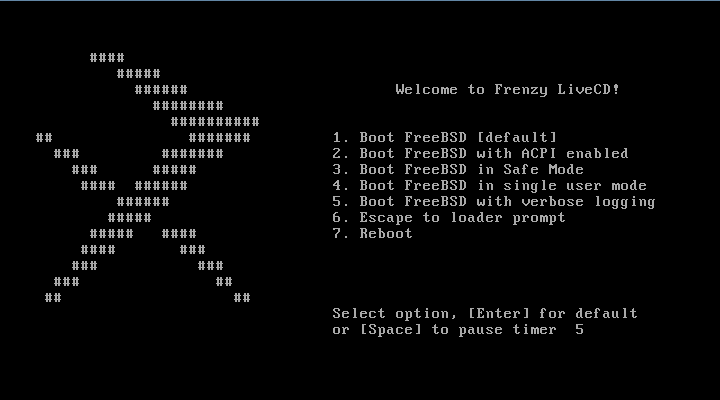 Welcome to Frenzy LiveCD!
1. Boot FreeBSD [default]
2. Boot FreeBSD with ACPI enabled
3. Boot FreeBSD in Safe Mode
4. Boot FreeBSD in single user mode
5. Boot FreeBSD with verbose logging
6. Escape to loader prompt
7. Reboot
Select option, [Enter] for default
or [Space] to pause timer  5